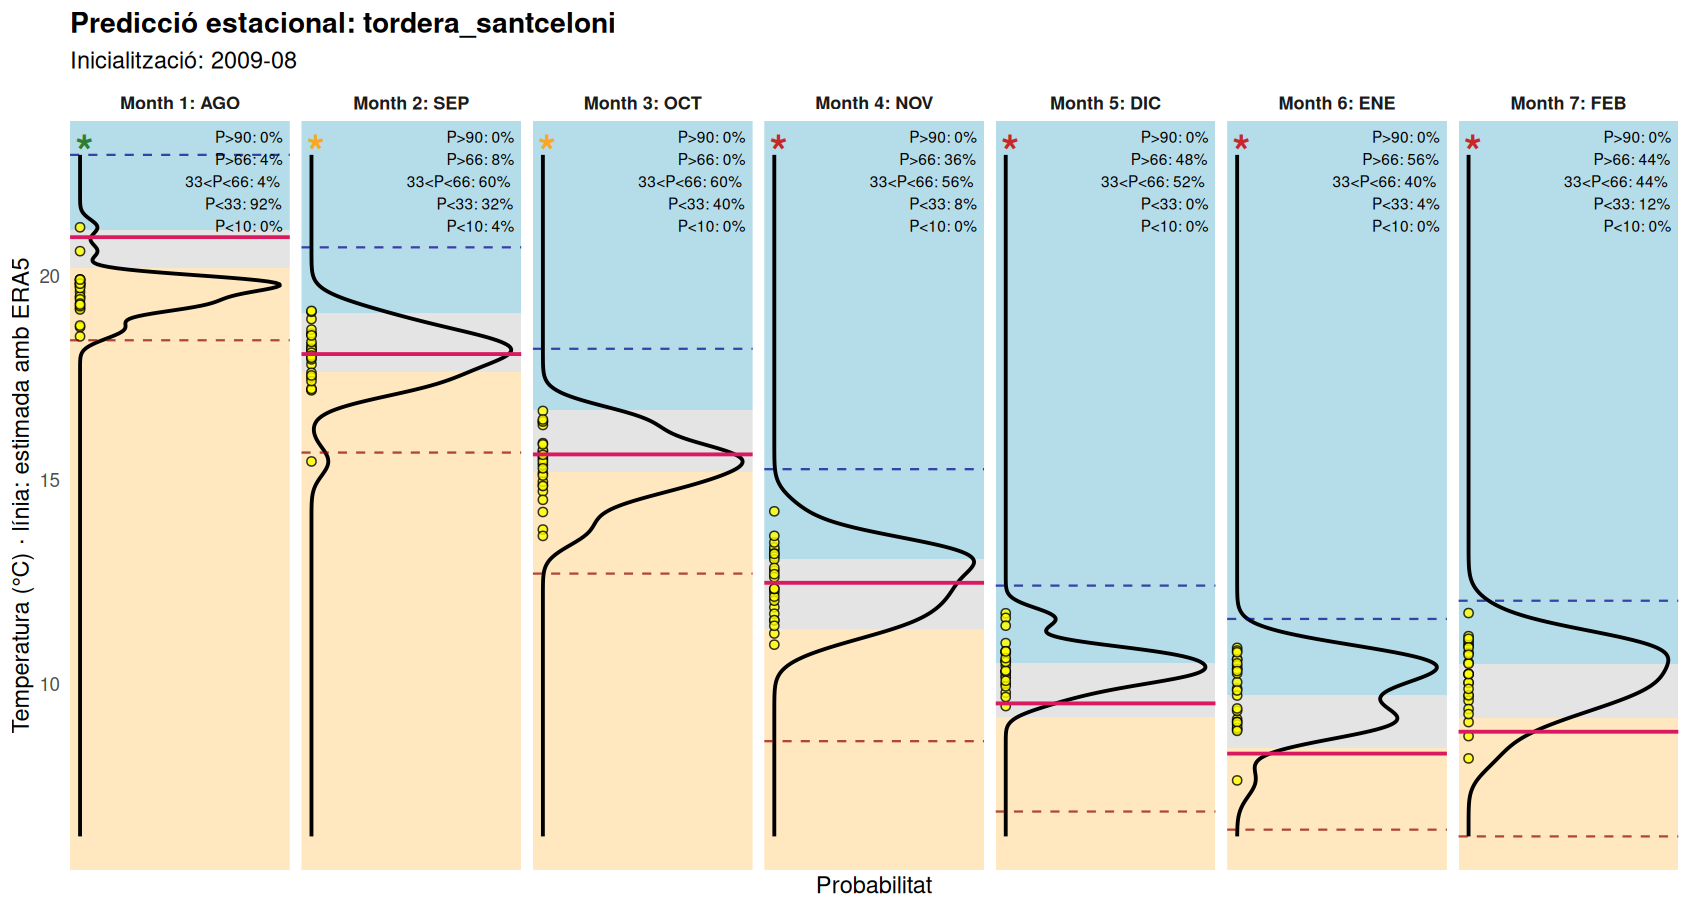 Predicció estacional: tordera_santceloni
Inicialització: 2009-08
Month 1: AGO
Month 2: SEP
Month 3: OCT
Month 4: NOV
Month 5: DIC
Month 6: ENE
Month 7: FEB
*
P>90: 0%
P>66: 4%
33<P<66: 4%
P<33: 92%
P<10: 0%
*
P>90: 0%
P>66: 8%
33<P<66: 60%
P<33: 32%
P<10: 4%
*
P>90: 0%
P>66: 0%
33<P<66: 60%
P<33: 40%
P<10: 0%
*
P>90: 0%
P>66: 36%
33<P<66: 56%
P<33: 8%
P<10: 0%
*
P>90: 0%
P>66: 48%
33<P<66: 52%
P<33: 0%
P<10: 0%
*
P>90: 0%
P>66: 56%
33<P<66: 40%
P<33: 4%
P<10: 0%
*
P>90: 0%
P>66: 44%
33<P<66: 44%
P<33: 12%
P<10: 0%
20
15
10
Temperatura (°C) · línia: estimada amb ERA5
Probabilitat